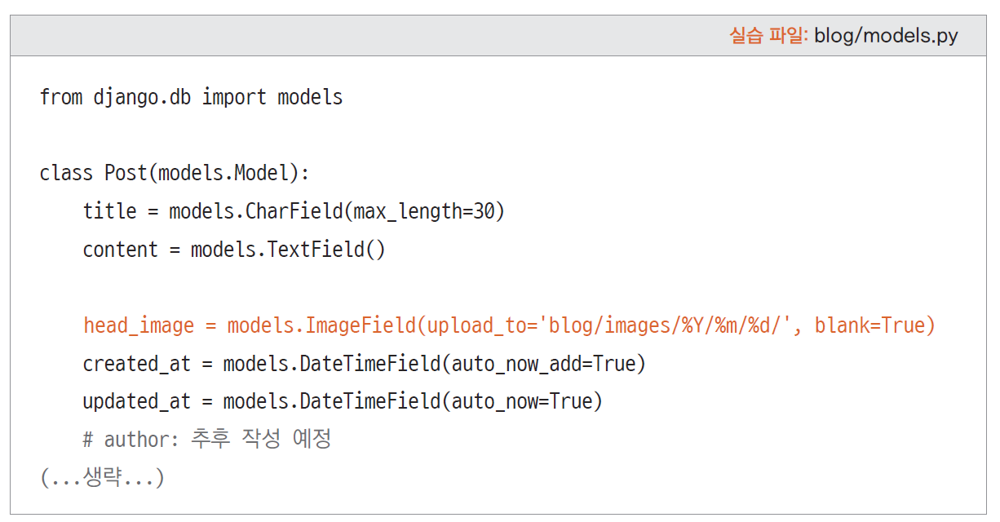 실습 파일: blog/models.py
from django.db import models
class Post(models.Model):
    title = models.CharField(max_length=30)
    content = models.TextField()
    head_image = models.ImageField(upload_to='blog/images/%Y/%m/%d/', blank=True)
    created_at = models.DateTimeField(auto_now_add=True)
    updated_at = models.DateTimeField(auto_now=True)
    # author: 추후 작성 예정
(...생략...)